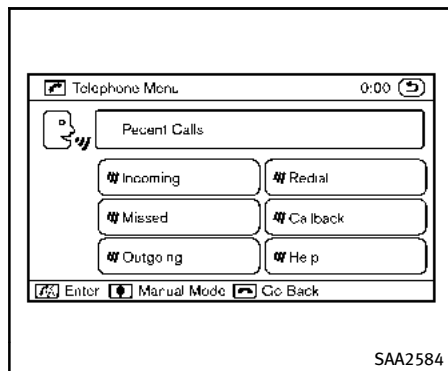 Telephone Menu 0:00
Recent Calls
Incoming Redial
Missed Callback
Outgoing Help
Enter Manual Mode Go Back
SAA2584